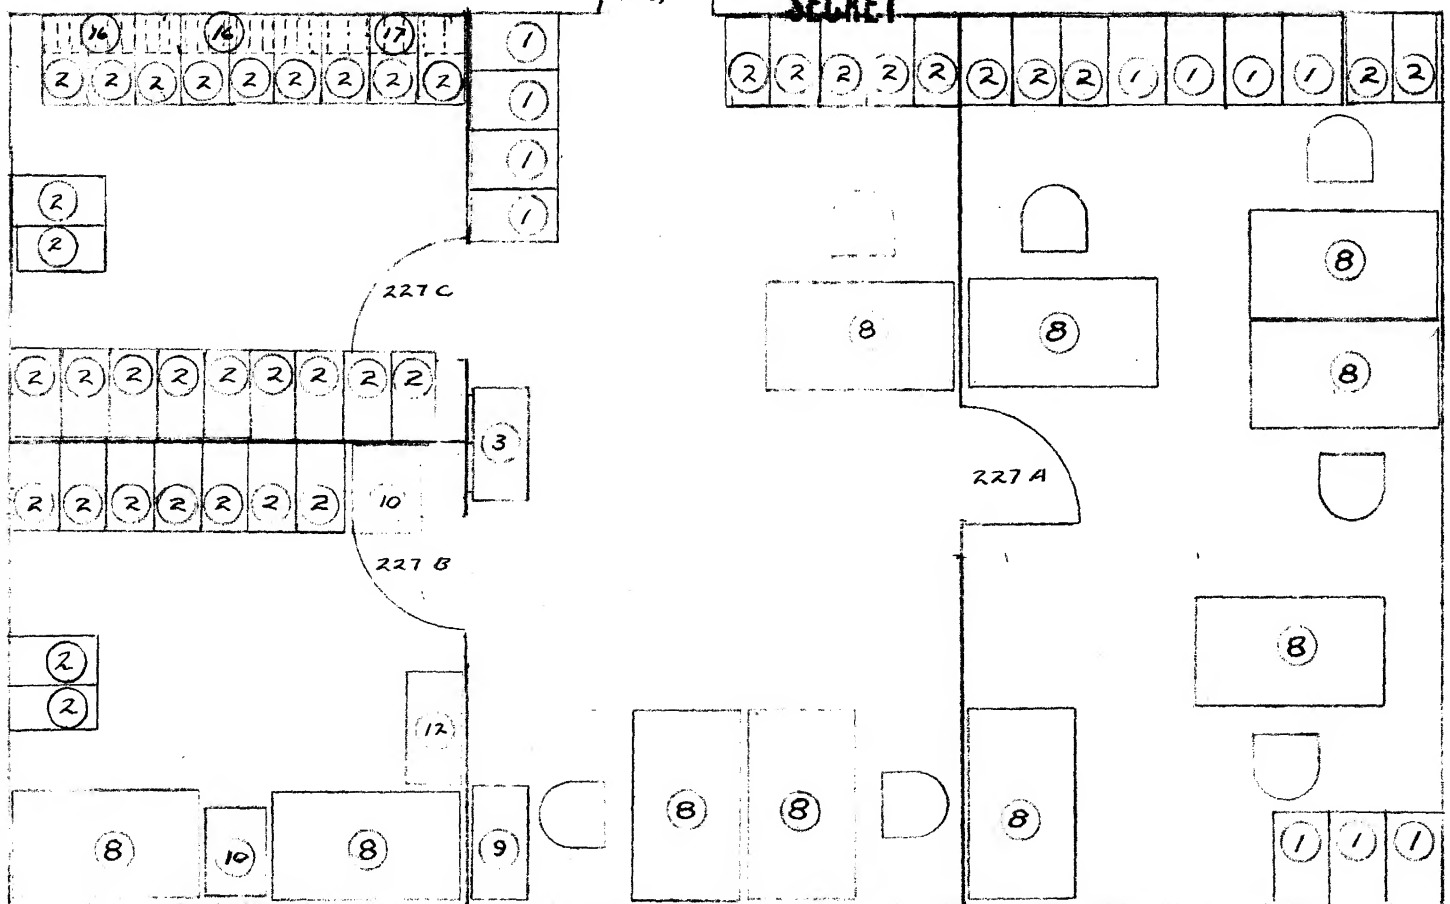 SECRET
16 16 17 1
2 2 2 2 2 2 2 2 2 1 2 2 2 2 2 2 2 2 1 1 1 1 2 2
1
2 1
2
8
227 C
8 8
2 2 2 2 2 2 2 2 2 8
3
227 A
2 2 2 2 2 2 2 10
227 B
2 8
2
12
8 8 8
8 10 8 9 1 1 1